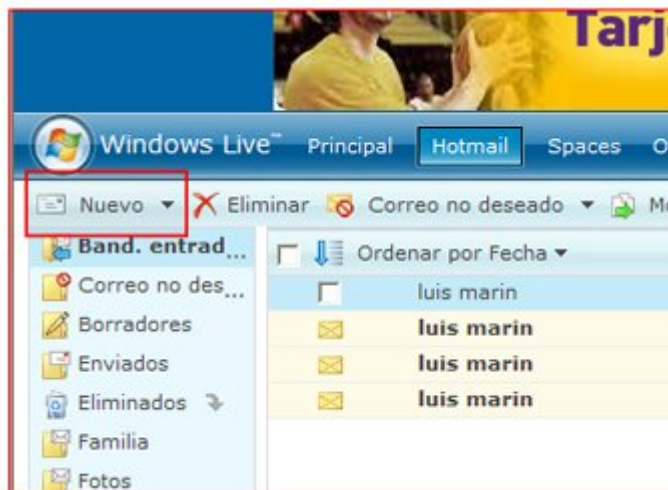 Tarj
Windows Live™ Principal Hotmail Spaces O
Nuevo Eliminar Correo no deseado M
Band. entrad...
Ordenar por Fecha
Correo no des...
luis marin
Borradores
luis marin
Enviados
luis marin
Eliminados
luis marin
Familia
Fotos